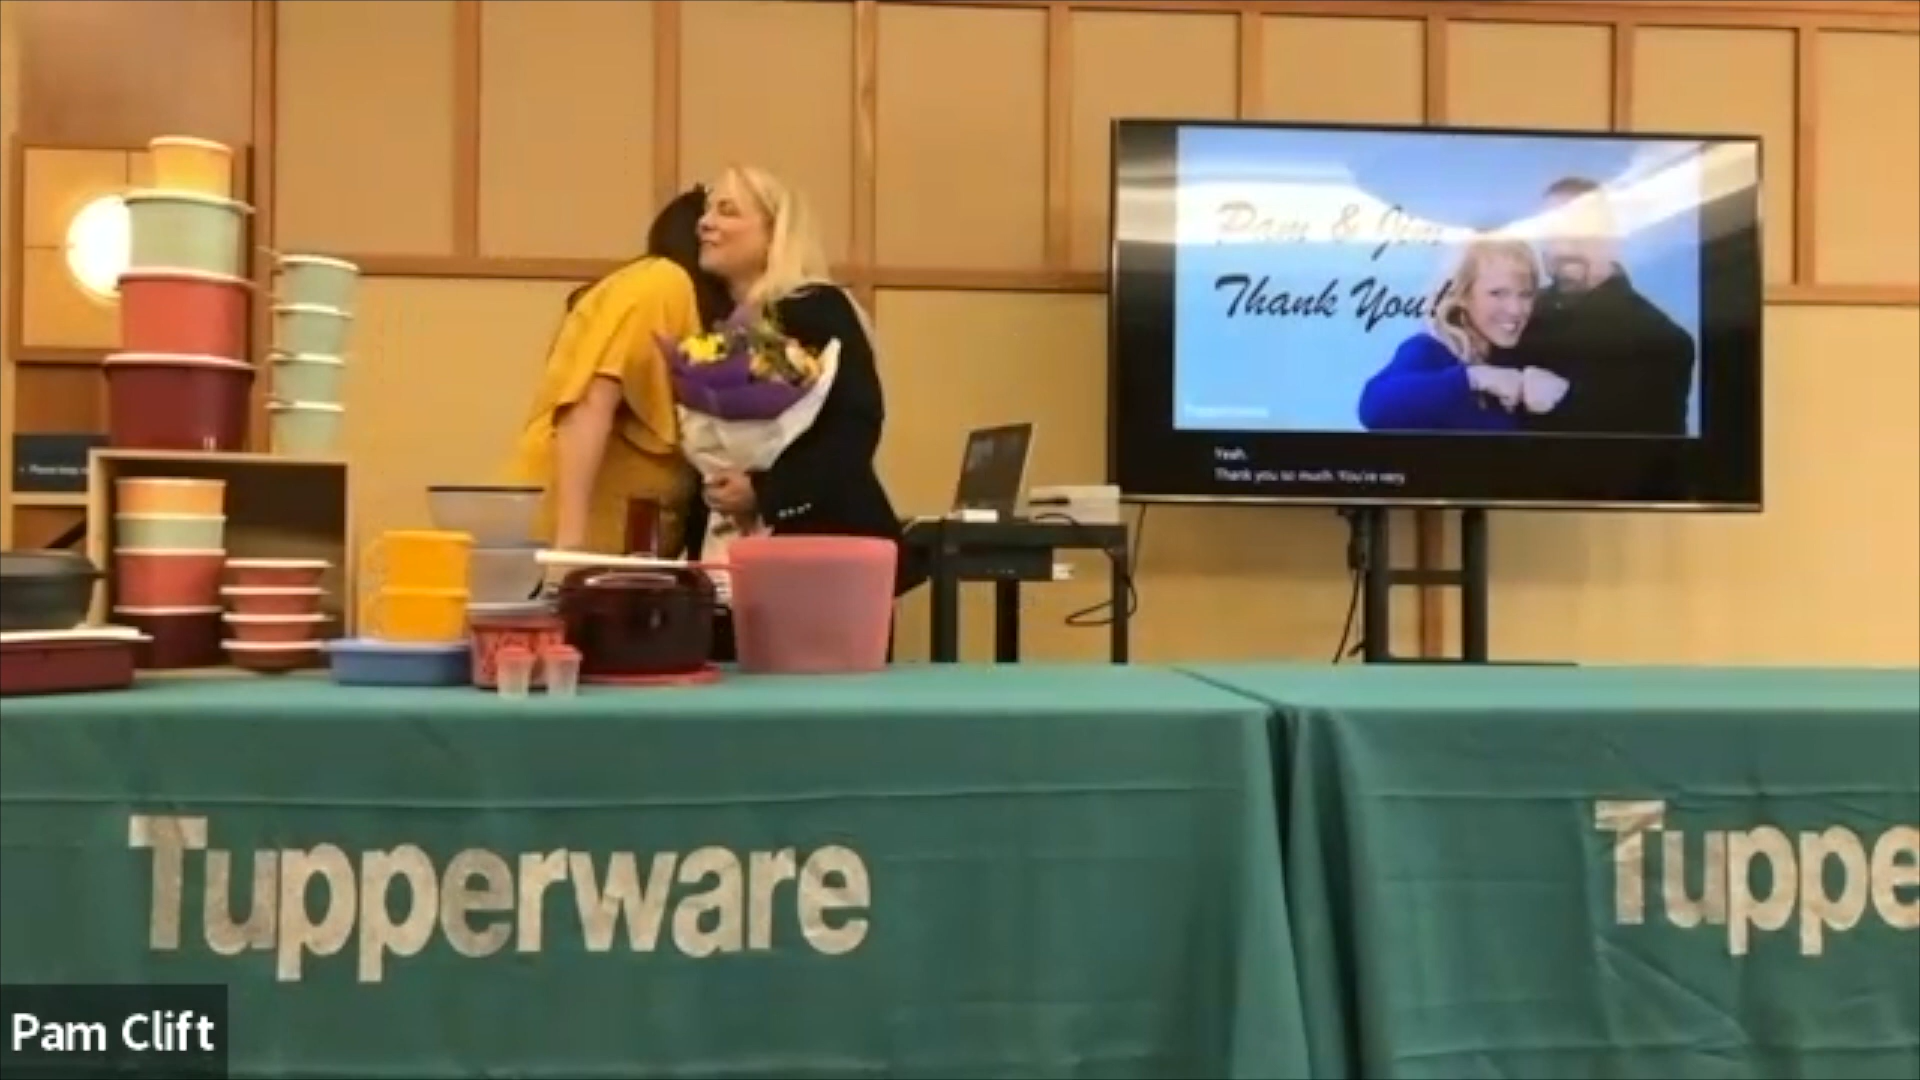 Pam & Jim
Thank You!
Yeah.
Thank you so much. You're very
Tupperware
Tuppe
Pam Clift